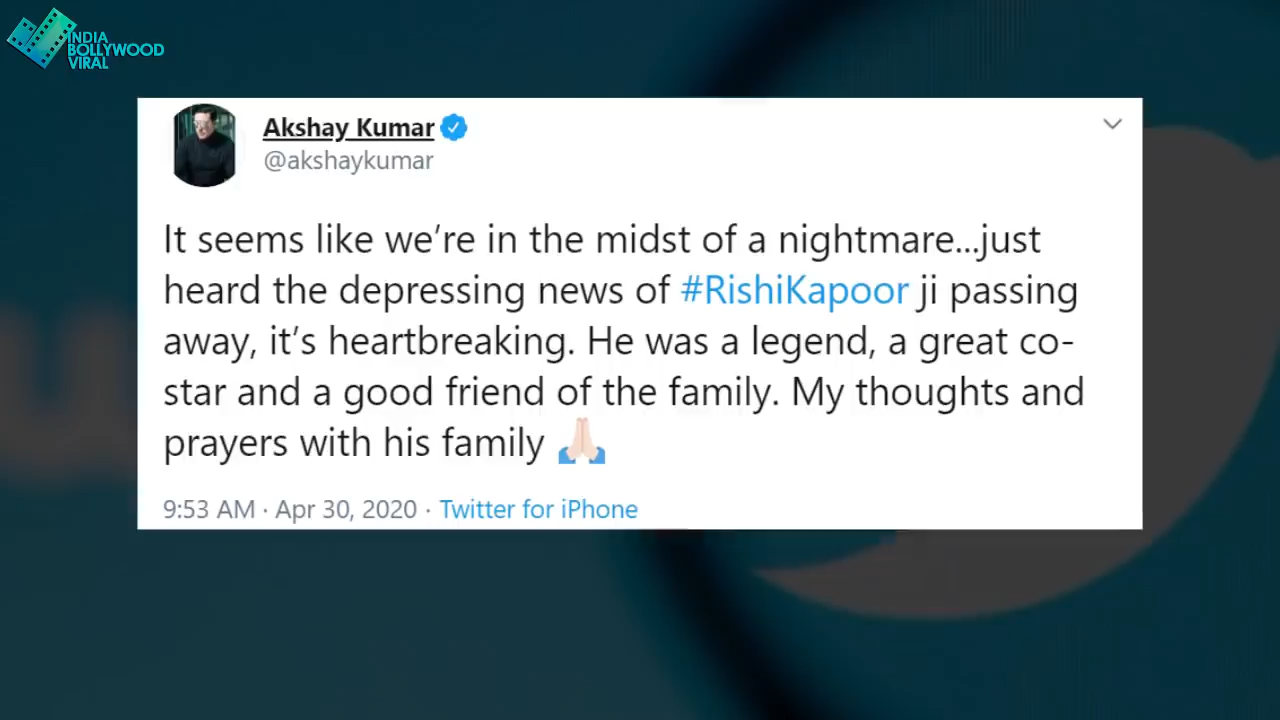 INDIA
BOLLYWOOD
VIRAL
Akshay Kumar
@akshaykumar
It seems like we’re in the midst of a nightmare...just
heard the depressing news of #RishiKapoor ji passing
away, it’s heartbreaking. He was a legend, a great co-
star and a good friend of the family. My thoughts and
prayers with his family 🙏🏻
9:53 AM · Apr 30, 2020 · Twitter for iPhone